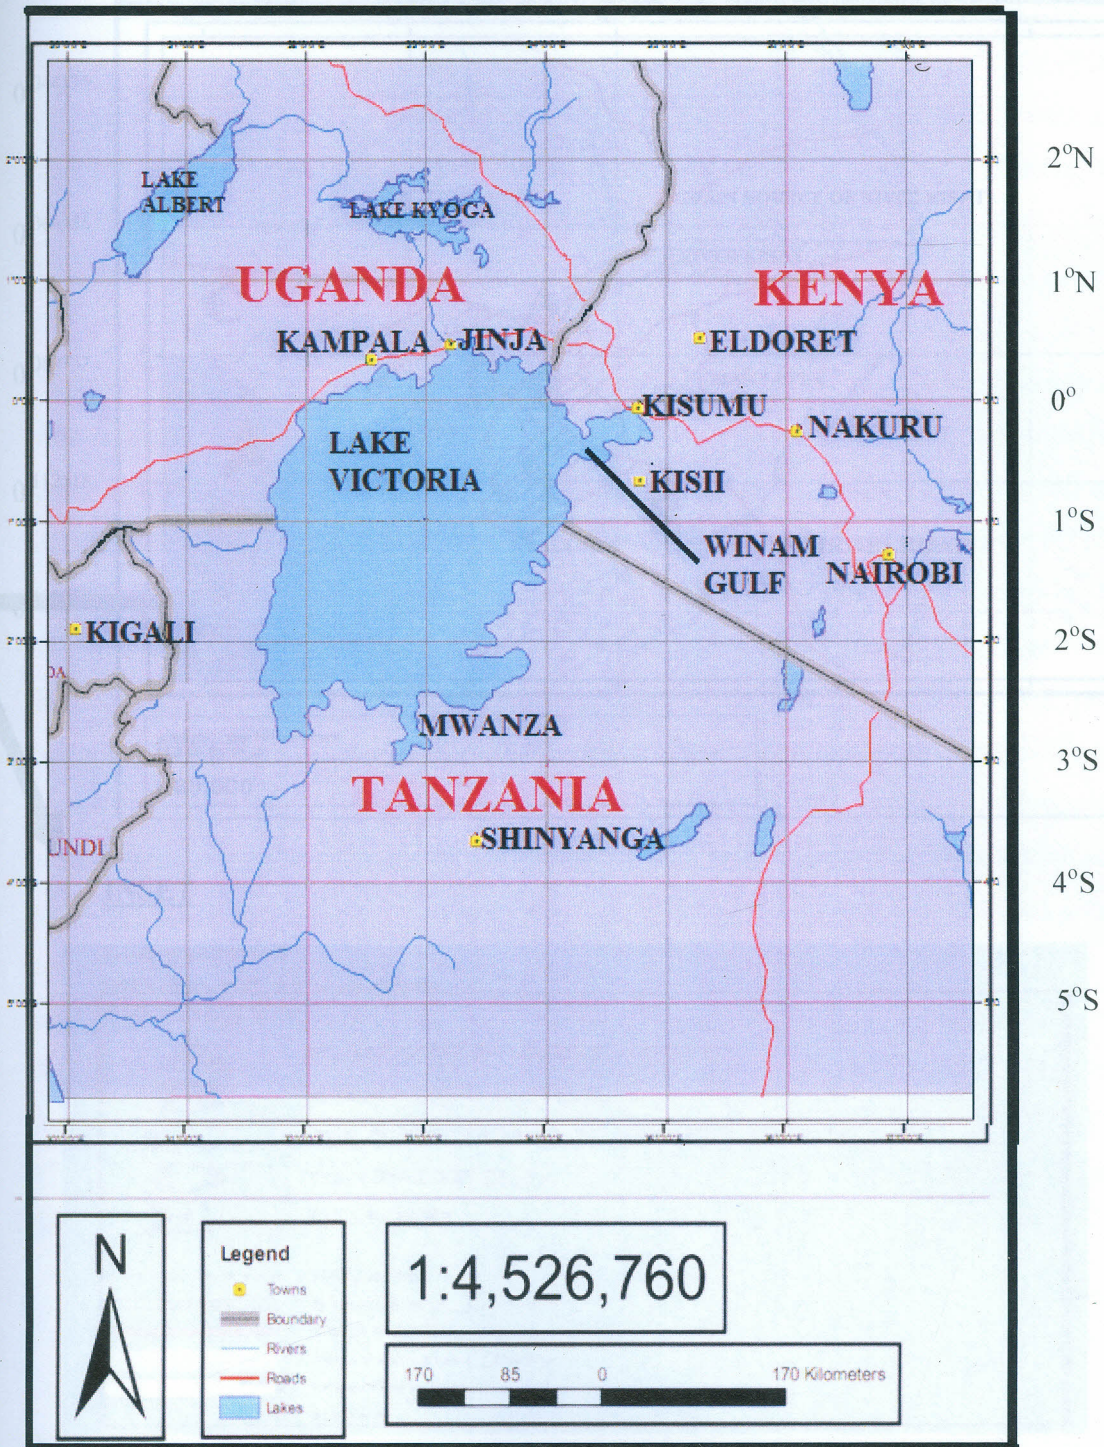 2°N
LAKE
ALBERT
LAKE KYOGA
UGANDA
KENYA
1°N
KAMPALA
JINJA
ELDORET
0°
KISUMU
NAKURU
LAKE
VICTORIA
KISII
1°S
WINAM
GULF
NAIROBI
KIGALI
2°S
DA
MWANZA
3°S
TANZANIA
SHINYANGA
UNDI
4°S
5°S
N
Legend
Towns
Boundary
Rivers
Roads
Lakes
1:4,526,760
170 85 0 170 Kilometers